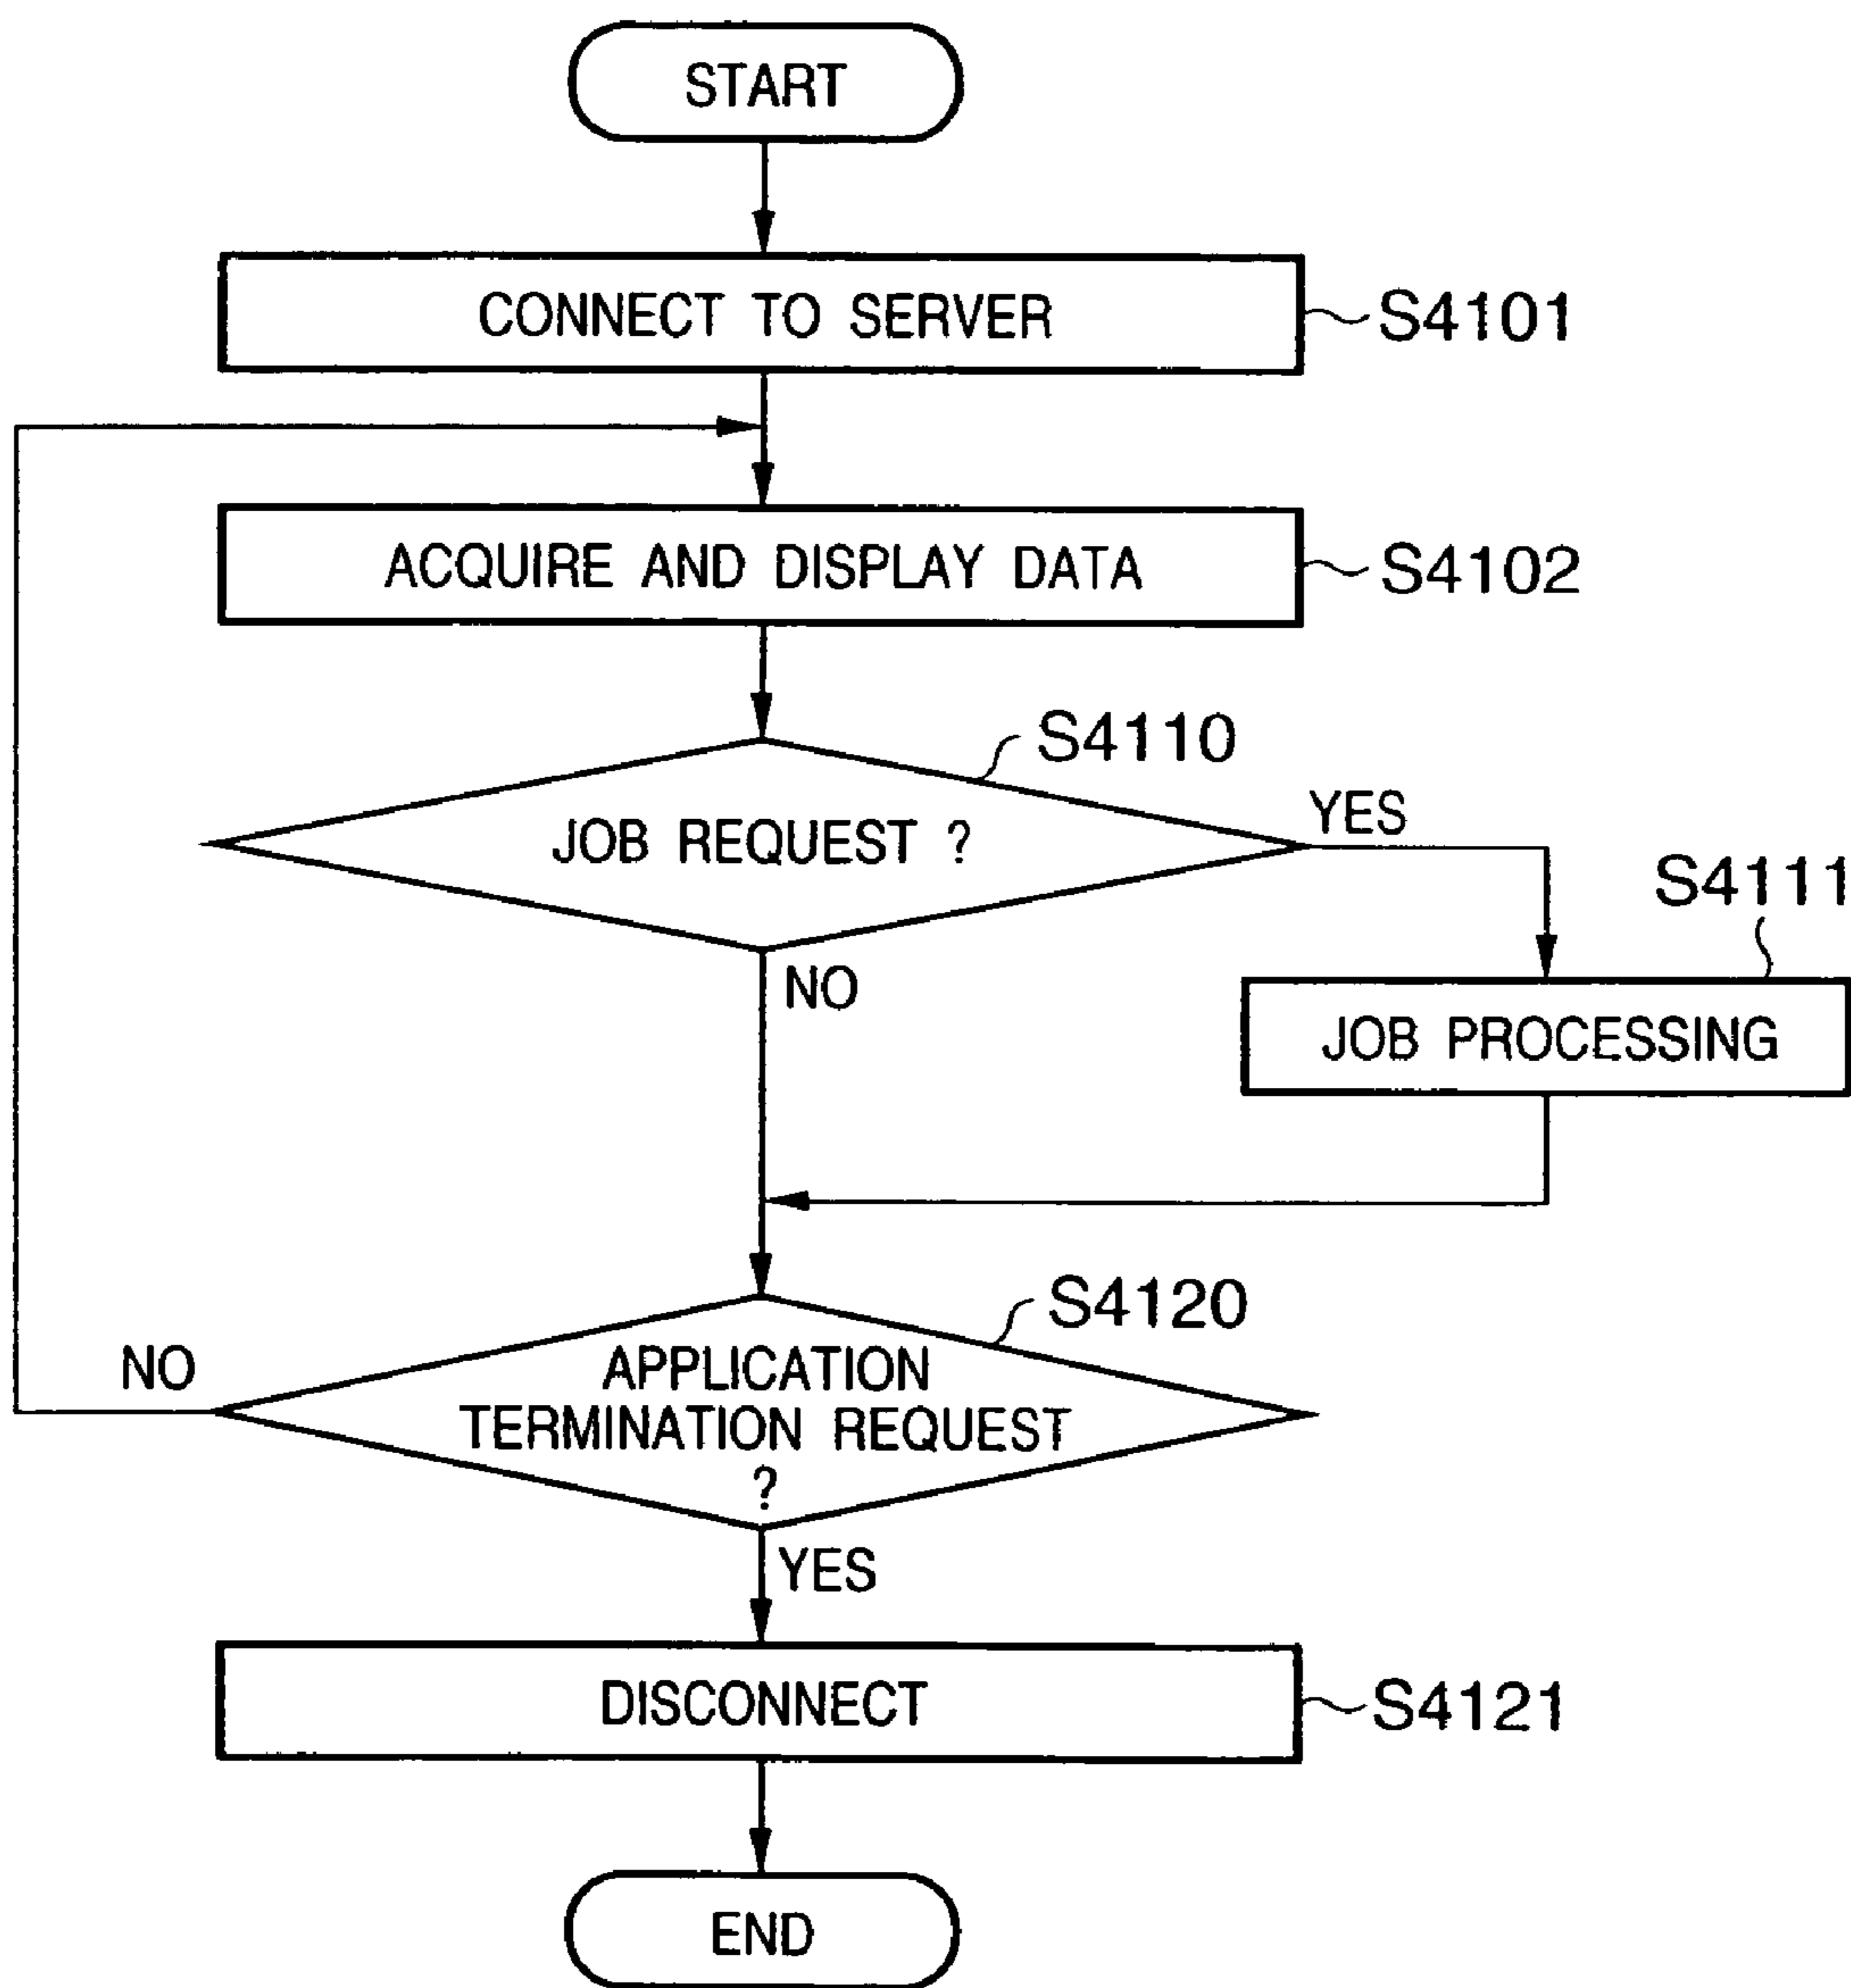 START
CONNECT TO SERVER
S4101
ACQUIRE AND DISPLAY DATA
S4102
S4110
JOB REQUEST ?
YES
S4111
NO
JOB PROCESSING
S4120
NO
APPLICATION
TERMINATION REQUEST
?
YES
DISCONNECT
S4121
END